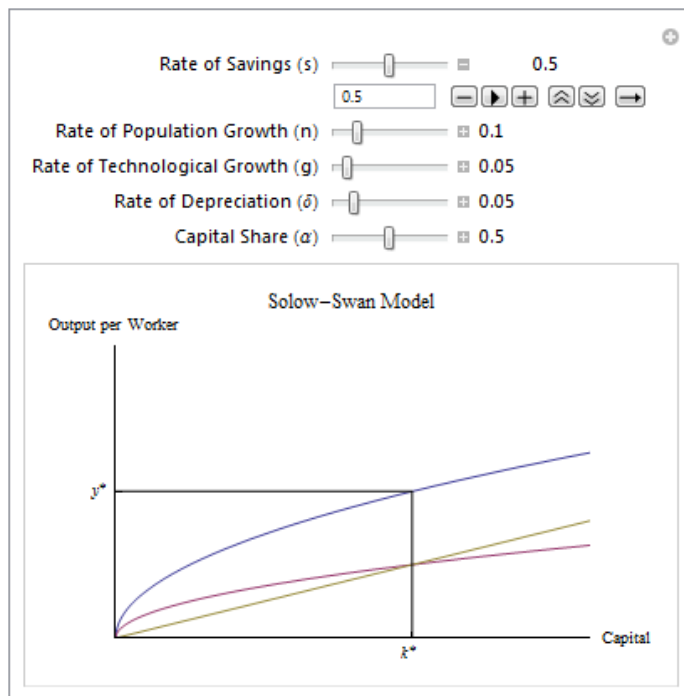 Rate of Savings (s) 0.5
0.5
Rate of Population Growth (n) 0.1
Rate of Technological Growth (g) 0.05
Rate of Depreciation (δ) 0.05
Capital Share (α) 0.5
Solow–Swan Model
Output per Worker
y*
Capital
k*